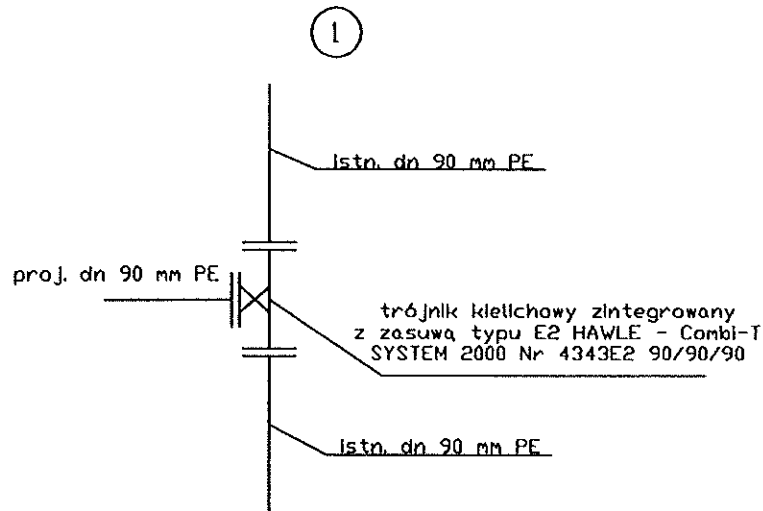 1
istn. dn 90 mm PE
proj. dn 90 mm PE
trójnik kielichowy zintegrowany
z zasuwą typu E2 HAWLE - Combi-T
SYSTEM 2000 Nr 4343E2 90/90/90
istn. dn 90 mm PE